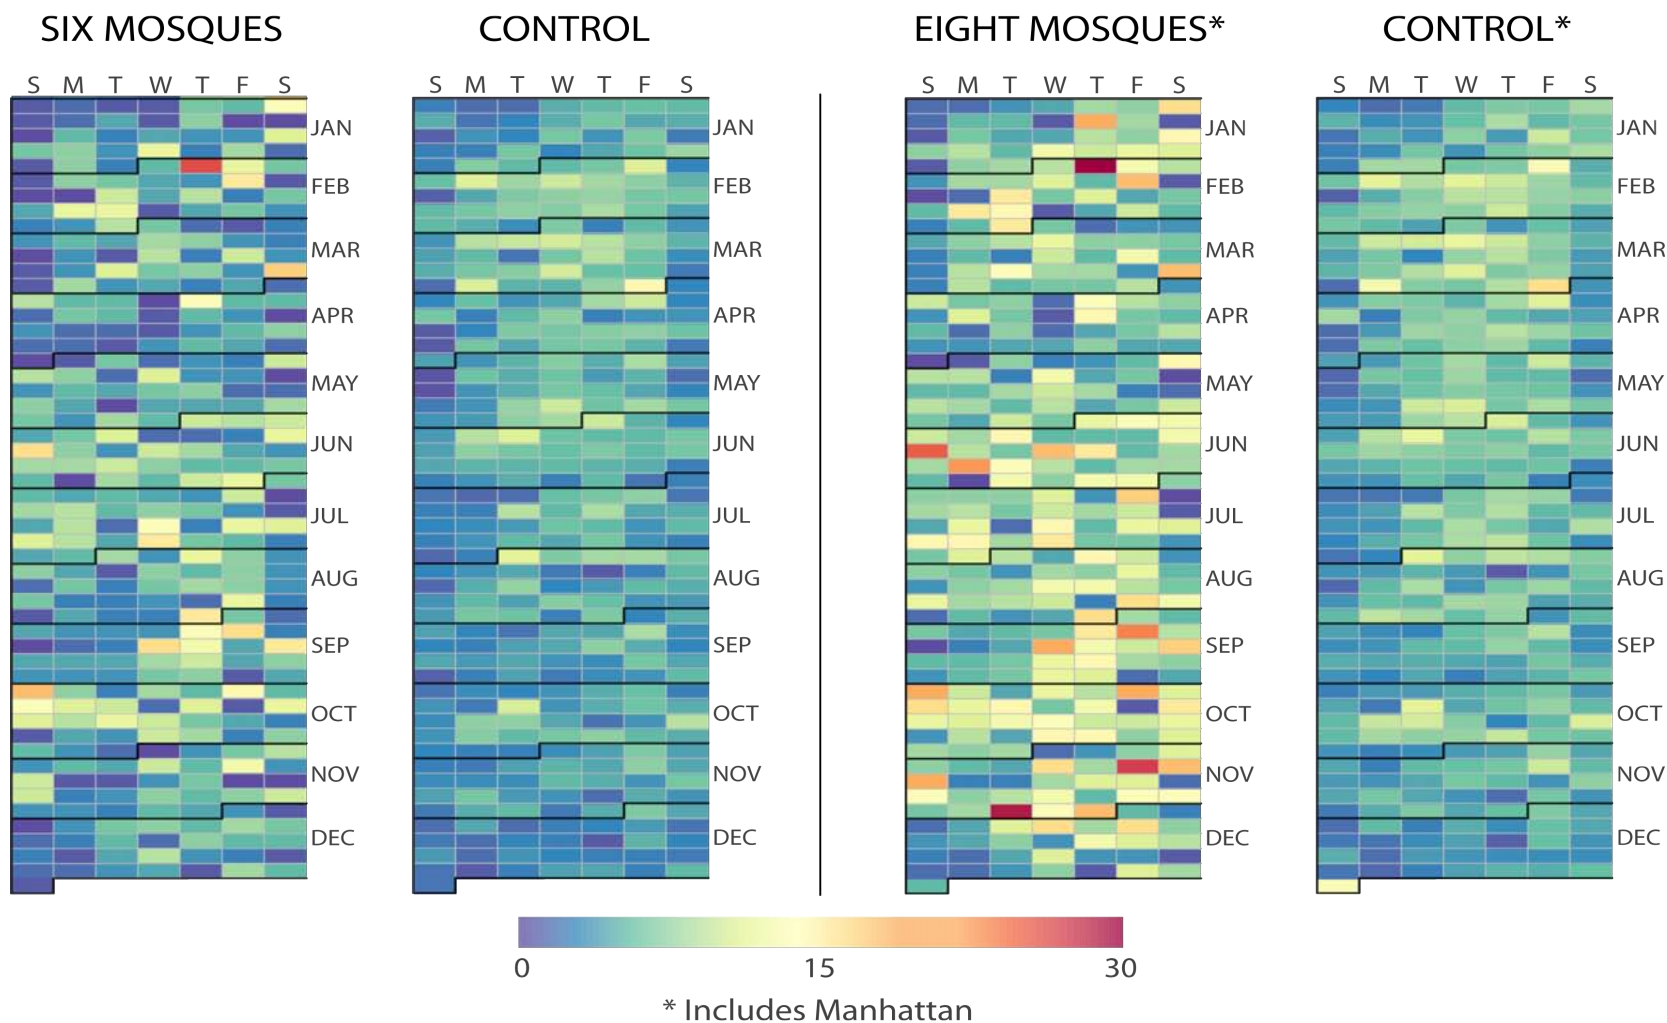 SIX MOSQUES CONTROL EIGHT MOSQUES* CONTROL*
S M T W T F S S M T W T F S S M T W T F S S M T W T F S
JAN JAN JAN JAN
FEB FEB FEB FEB
MAR MAR MAR MAR
APR APR APR APR
MAY MAY MAY MAY
JUN JUN JUN JUN
JUL JUL JUL JUL
AUG AUG AUG AUG
SEP SEP SEP SEP
OCT OCT OCT OCT
NOV NOV NOV NOV
DEC DEC DEC DEC
0 15 30
* Includes Manhattan